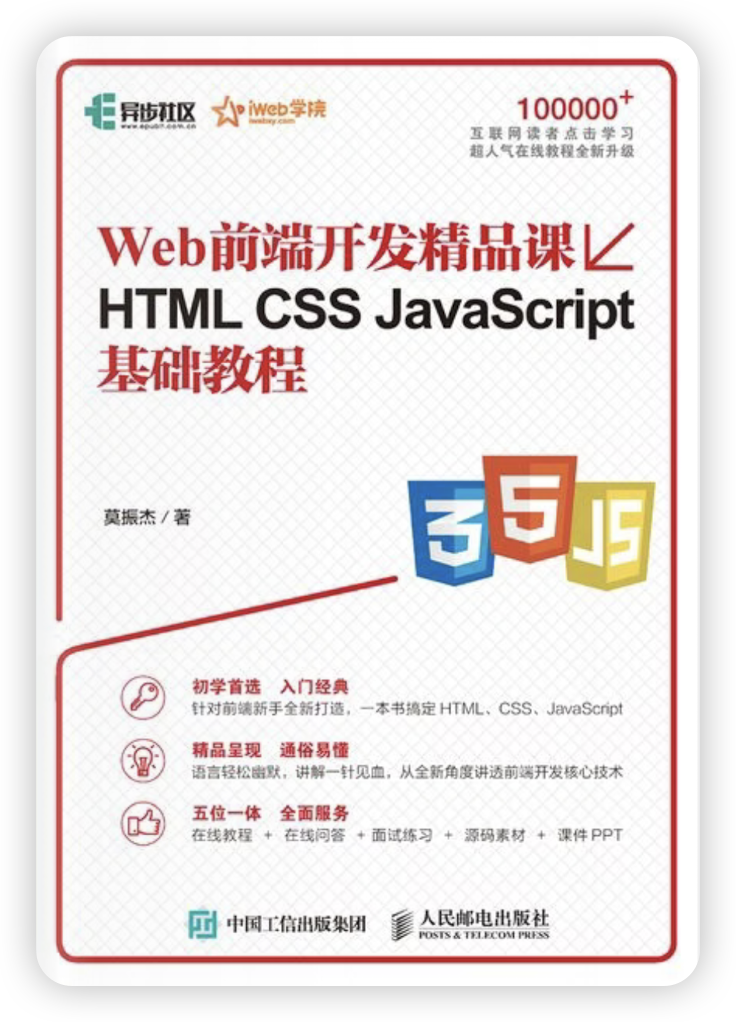 异步社区
www.epubit.com.cn
iWeb学院
iwebxy.com
100000+
互联网读者点击学习
超人气在线教程全新升级
Web前端开发精品课
HTML CSS JavaScript
基础教程
莫振杰 / 著
3 5 JS
初学首选 入门经典
针对前端新手全新打造，一本书搞定 HTML、CSS、JavaScript
精品呈现 通俗易懂
语言轻松幽默，讲解一针见血，从全新角度讲透前端开发核心技术
五位一体 全面服务
在线教程 + 在线问答 + 面试练习 + 源码素材 + 课件 PPT
中国工信出版集团
人民邮电出版社
POSTS & TELECOM PRESS